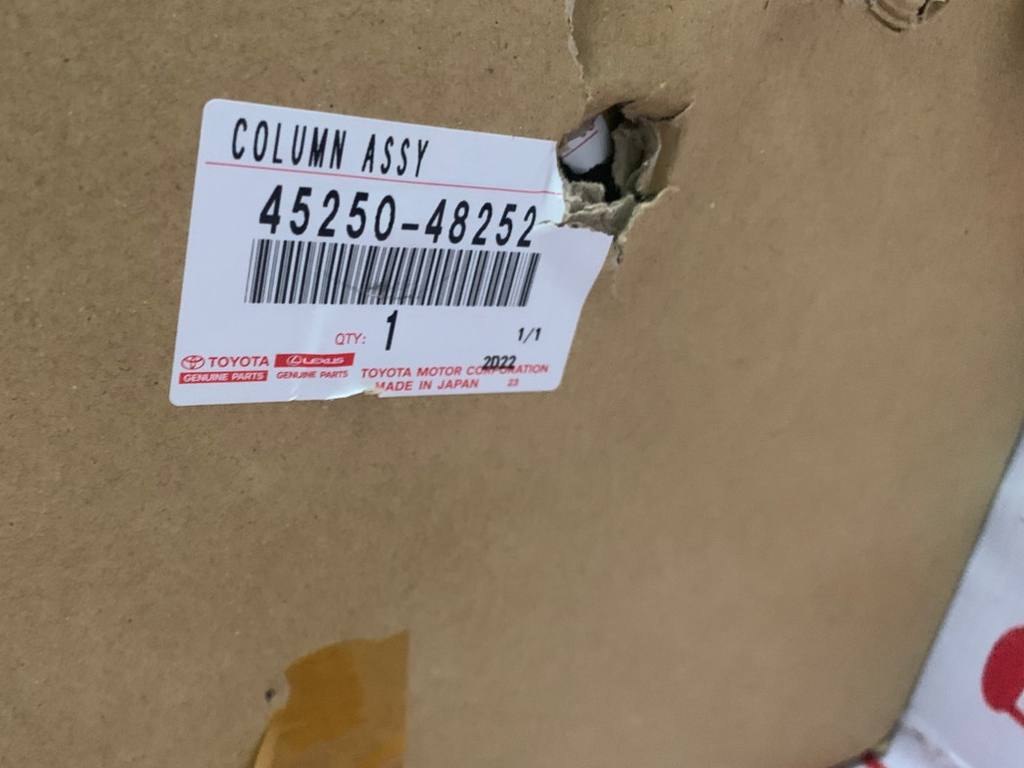 COLUMN ASSY
45250-48252
QTY: 1 1/1
2022
TOYOTA LEXUS TOYOTA MOTOR CORPORATION
GENUINE PARTS GENUINE PARTS MADE IN JAPAN 23